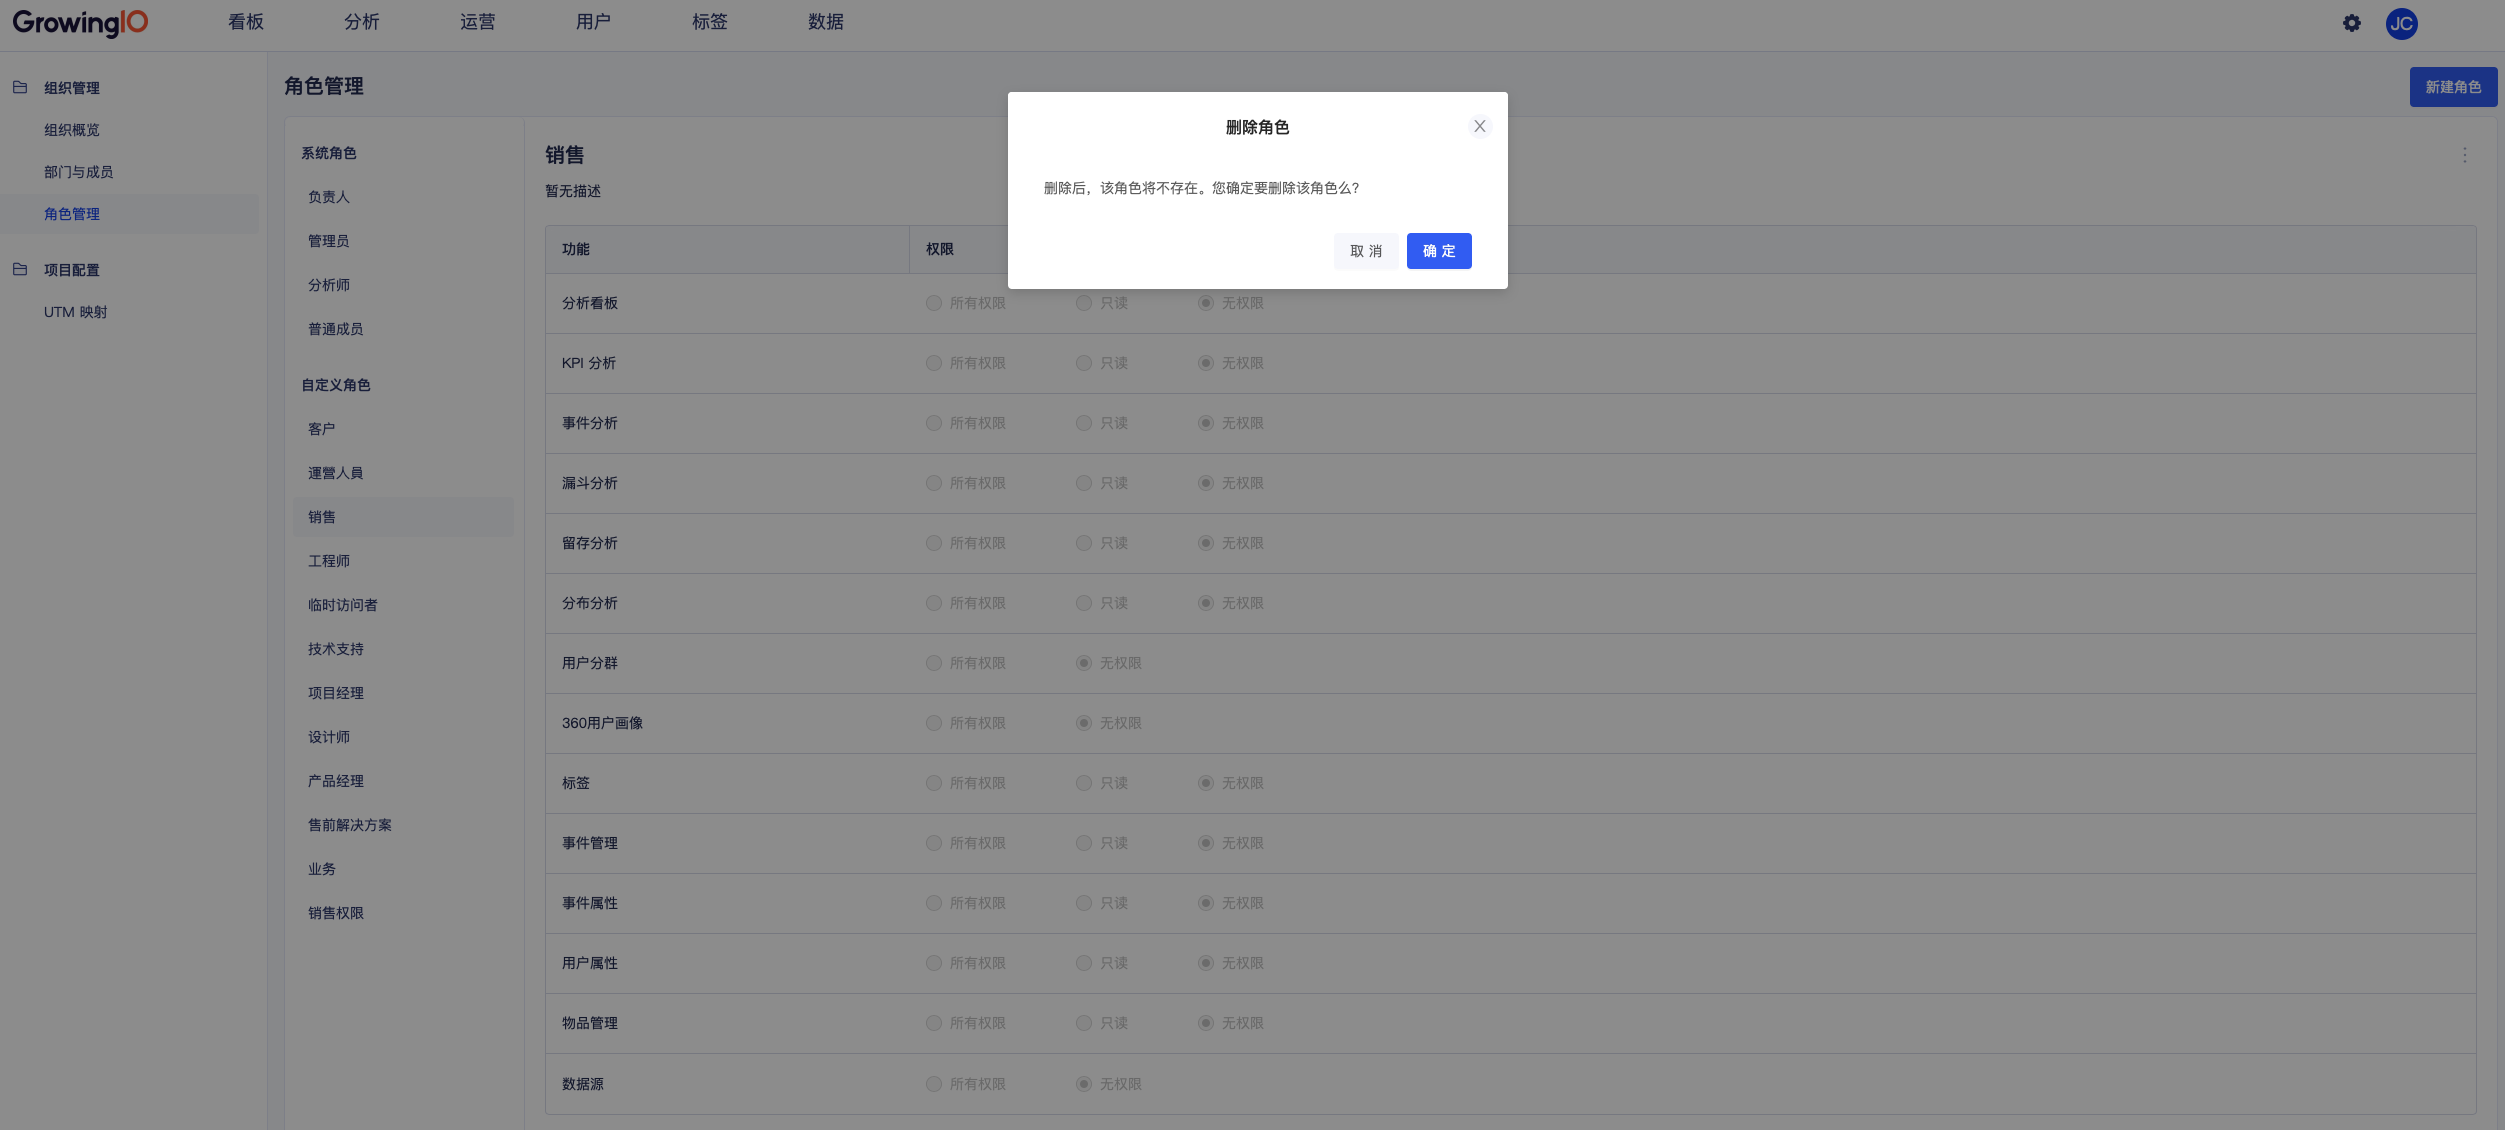 GrowingIO
看板
分析
运营
用户
标签
数据
JC
组织管理
组织概览
部门与成员
角色管理
项目配置
UTM 映射
角色管理
新建角色
系统角色
负责人
管理员
分析师
普通成员
自定义角色
客户
運營人員
销售
工程师
临时访问者
技术支持
项目经理
设计师
产品经理
售前解决方案
业务
销售权限
销售
暂无描述
删除角色
删除后，该角色将不存在。您确定要删除该角色么?
取 消
确 定
功能 权限
分析看板 所有权限 只读 无权限
KPI 分析 所有权限 只读 无权限
事件分析 所有权限 只读 无权限
漏斗分析 所有权限 只读 无权限
留存分析 所有权限 只读 无权限
分布分析 所有权限 只读 无权限
用户分群 所有权限 无权限
360用户画像 所有权限 无权限
标签 所有权限 只读 无权限
事件管理 所有权限 只读 无权限
事件属性 所有权限 只读 无权限
用户属性 所有权限 只读 无权限
物品管理 所有权限 只读 无权限
数据源 所有权限 无权限